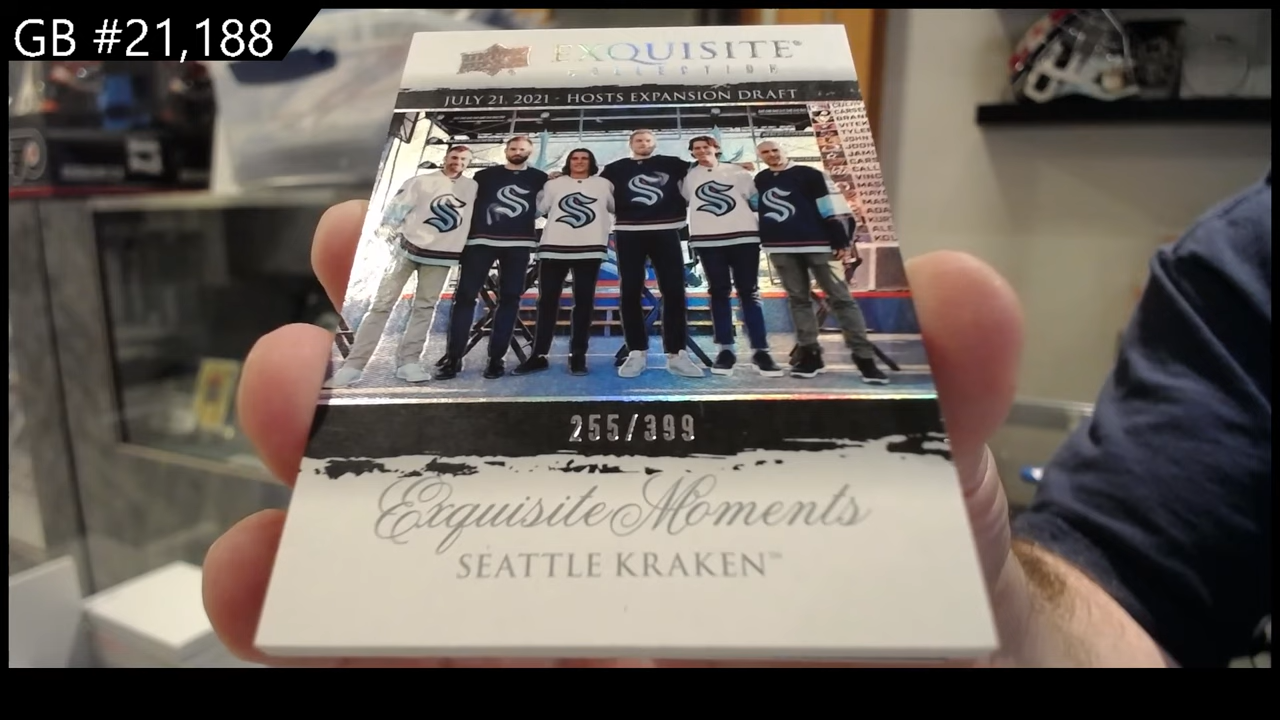 GB #21,188
EXQUISITE
COLLECTION
JULY 21, 2021 - HOSTS EXPANSION DRAFT
255/399
Exquisite Moments
SEATTLE KRAKEN™